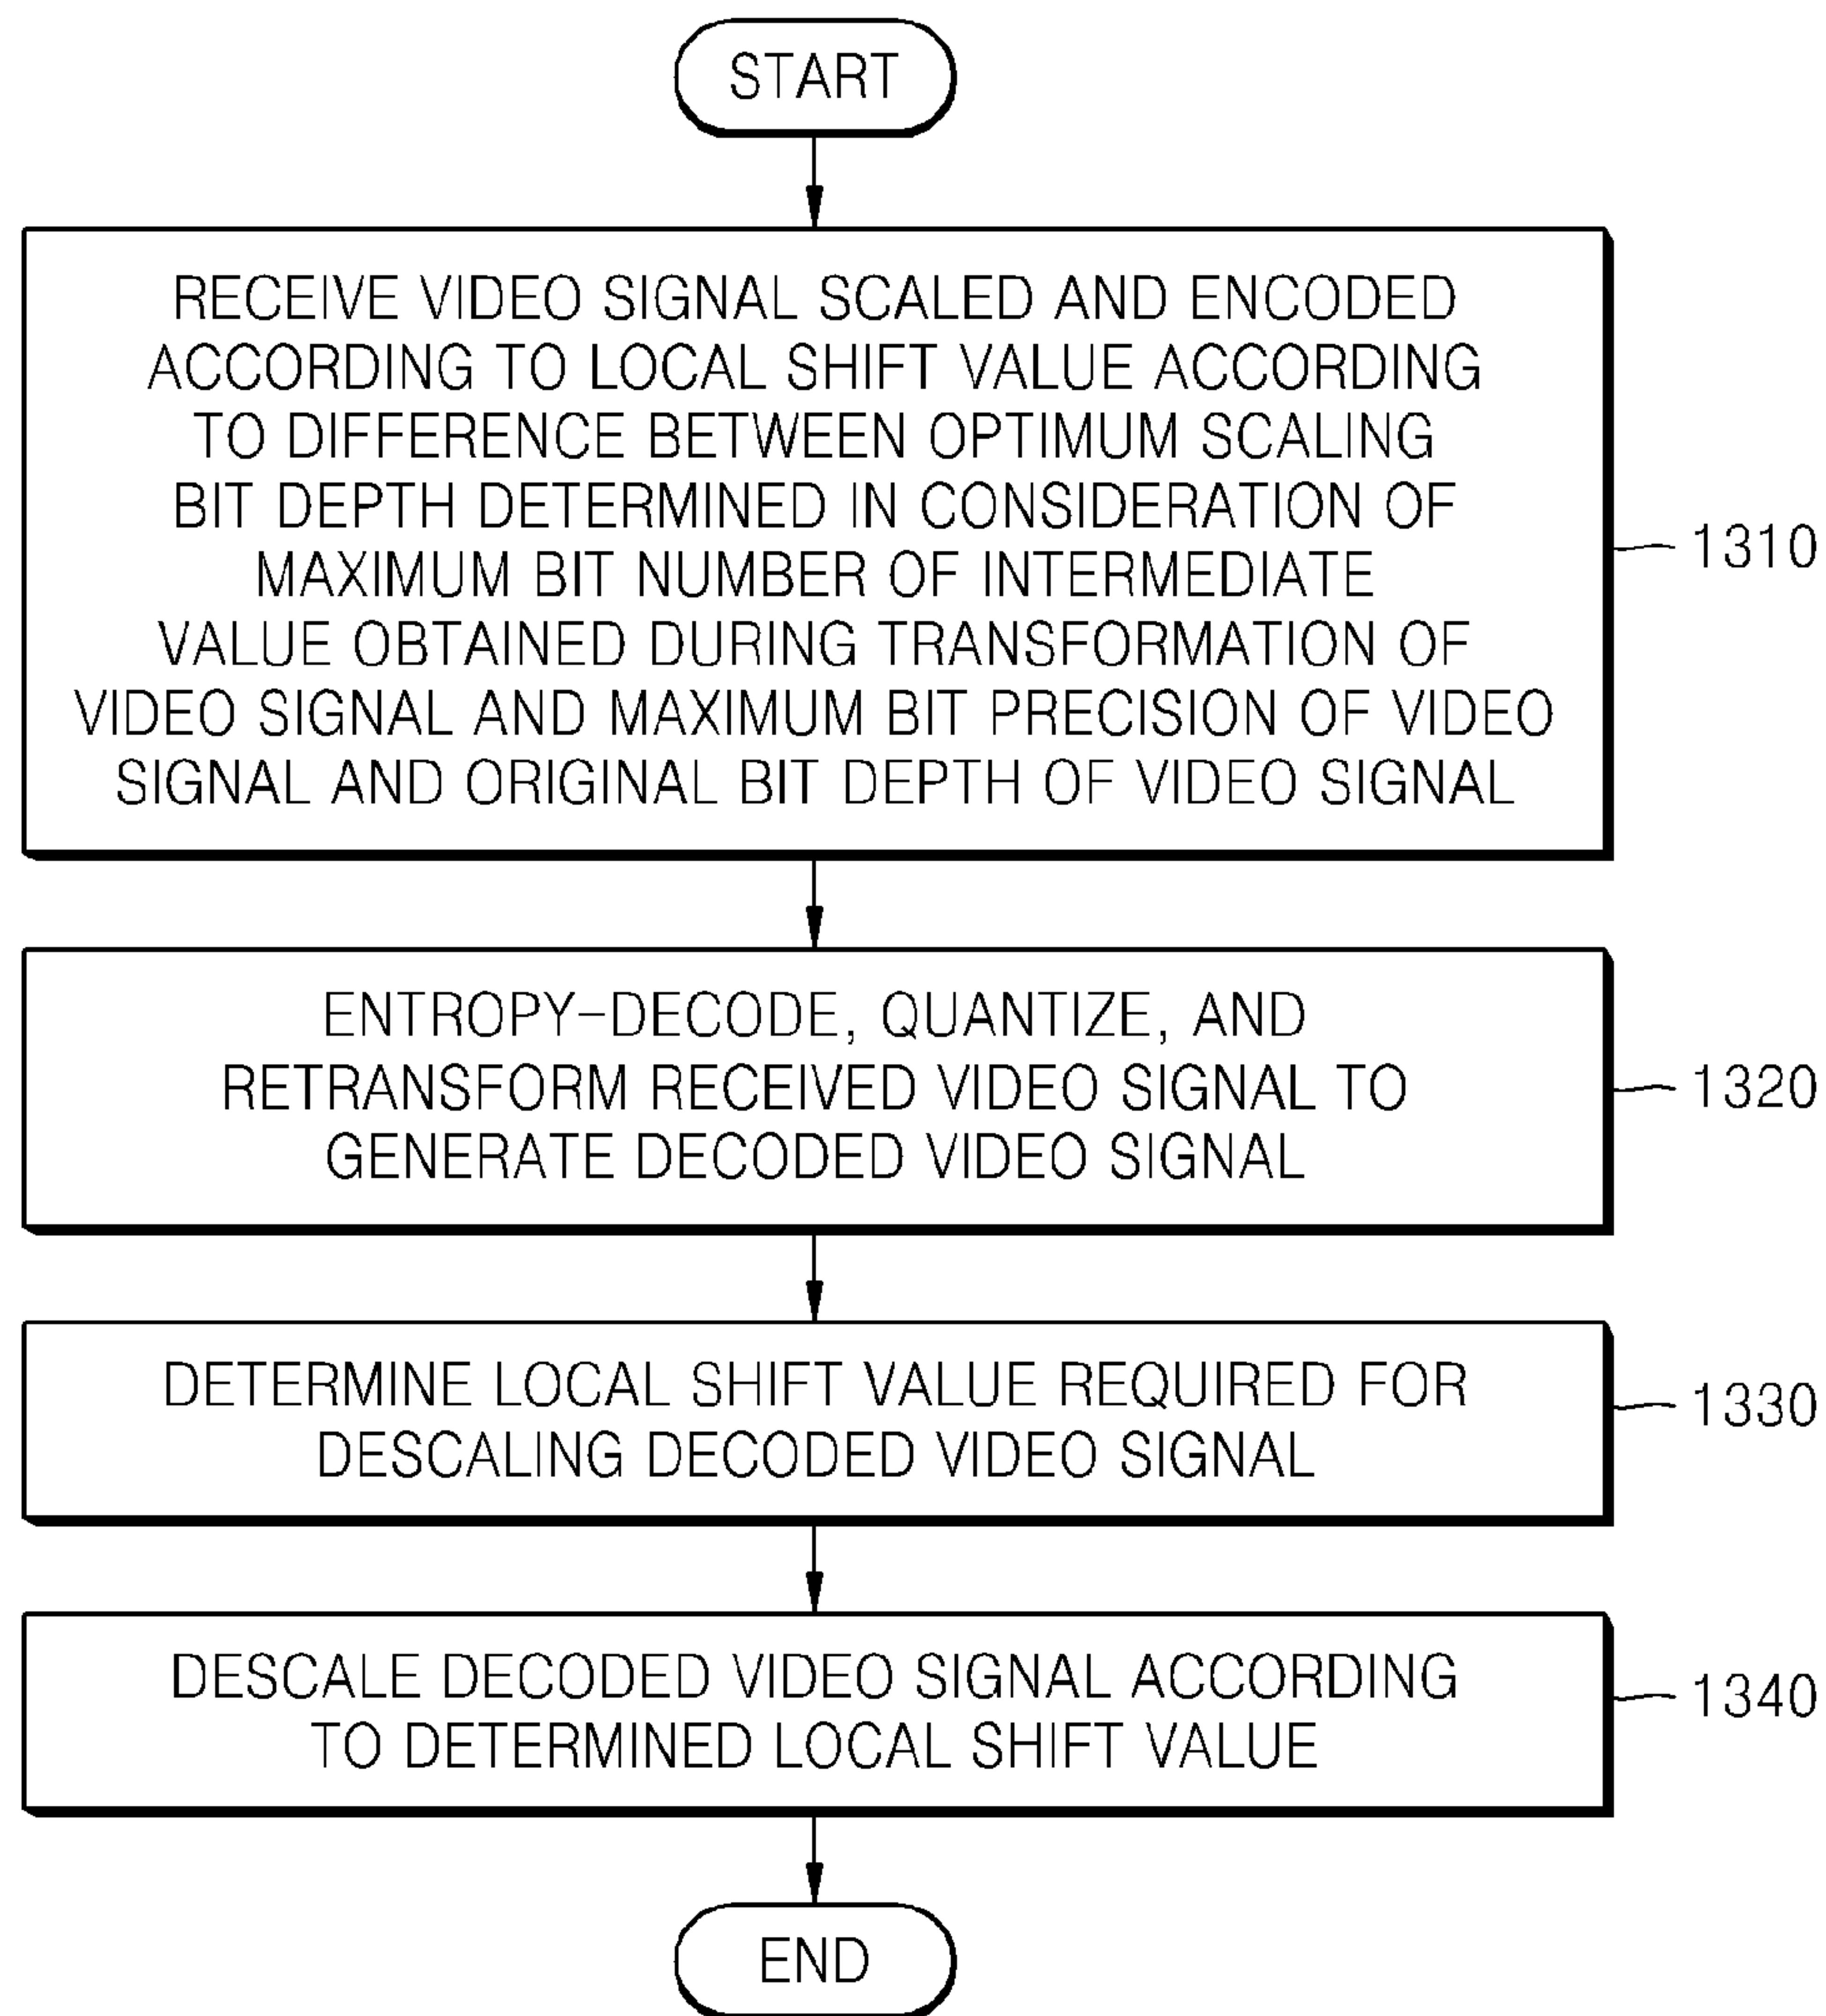 START
RECEIVE VIDEO SIGNAL SCALED AND ENCODED
ACCORDING TO LOCAL SHIFT VALUE ACCORDING
TO DIFFERENCE BETWEEN OPTIMUM SCALING
BIT DEPTH DETERMINED IN CONSIDERATION OF
MAXIMUM BIT NUMBER OF INTERMEDIATE
VALUE OBTAINED DURING TRANSFORMATION OF
VIDEO SIGNAL AND MAXIMUM BIT PRECISION OF VIDEO
SIGNAL AND ORIGINAL BIT DEPTH OF VIDEO SIGNAL
1310
ENTROPY-DECODE, QUANTIZE, AND
RETRANSFORM RECEIVED VIDEO SIGNAL TO
GENERATE DECODED VIDEO SIGNAL
1320
DETERMINE LOCAL SHIFT VALUE REQUIRED FOR
DESCALING DECODED VIDEO SIGNAL
1330
DESCALE DECODED VIDEO SIGNAL ACCORDING
TO DETERMINED LOCAL SHIFT VALUE
1340
END